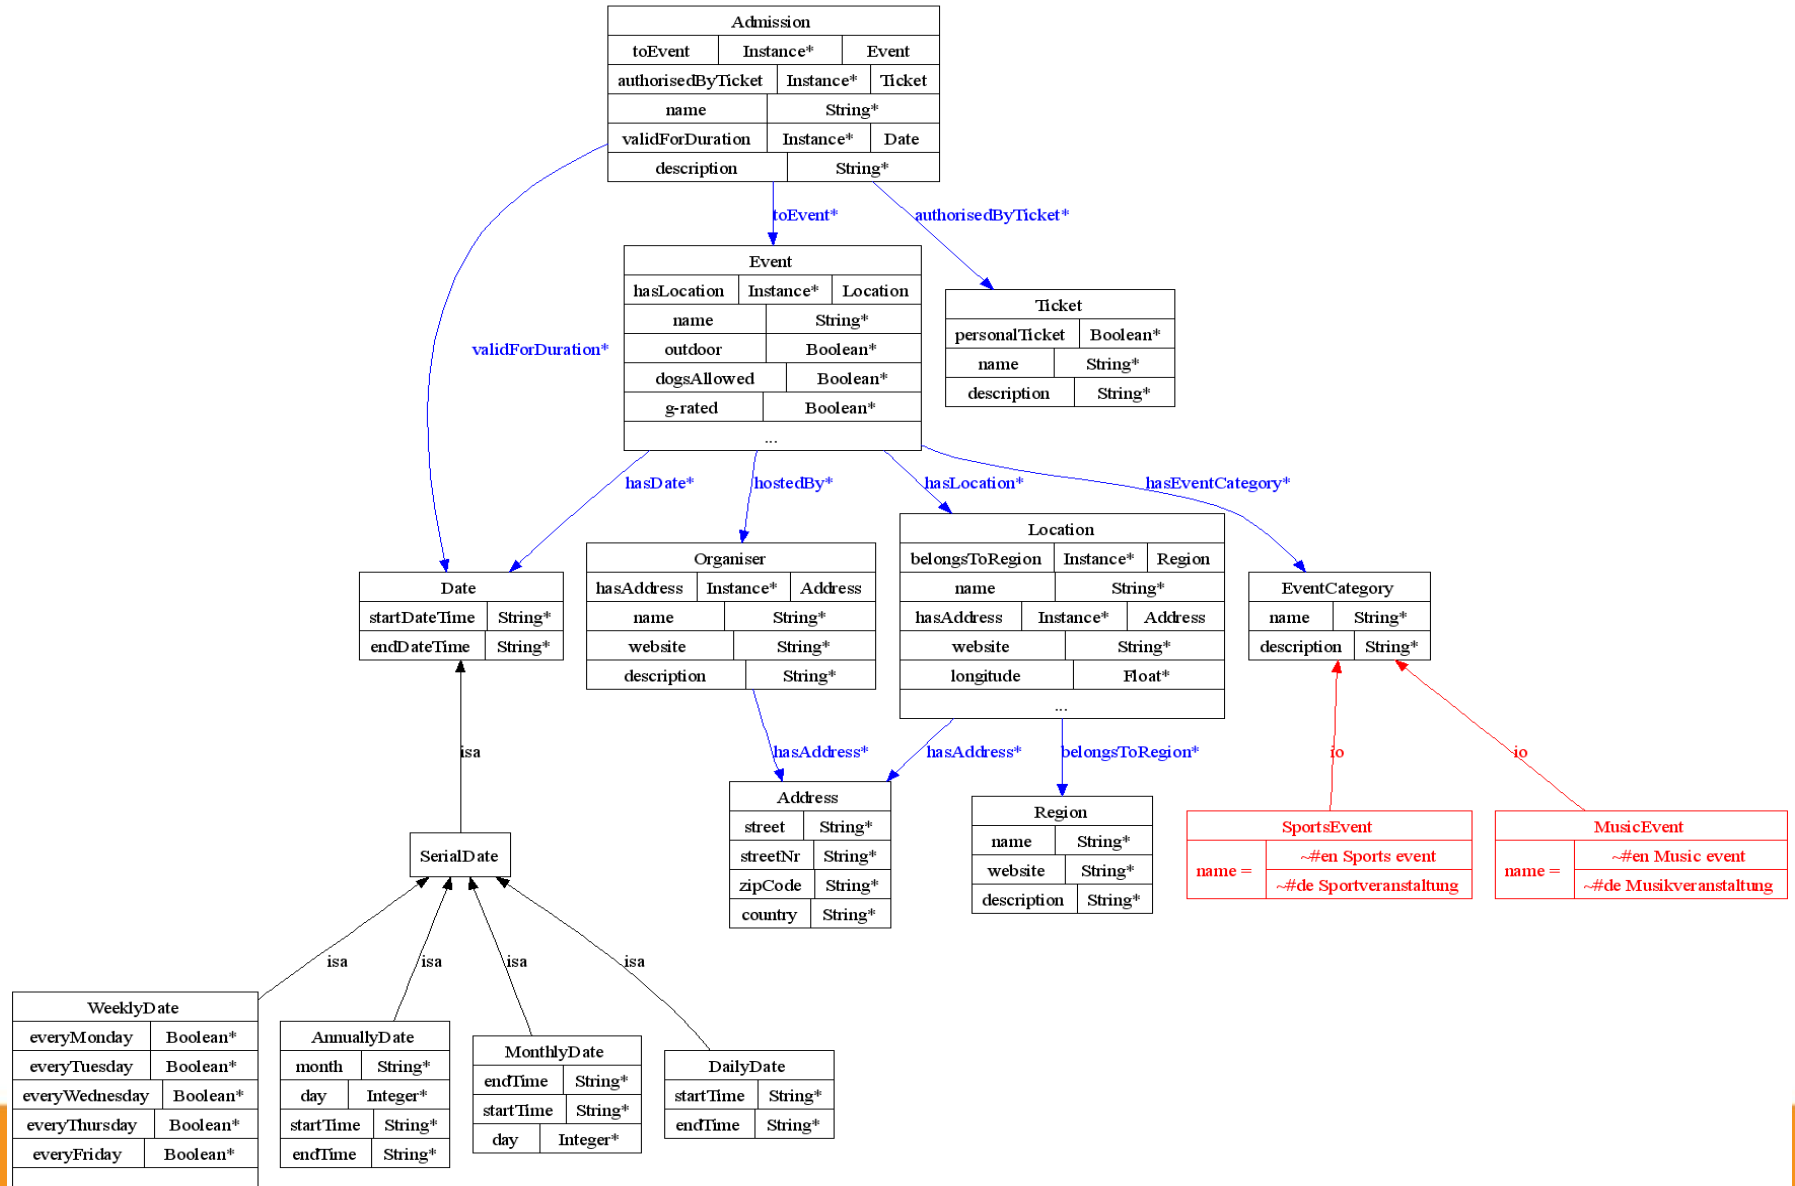 Admission
toEvent Instance* Event
authorisedByTicket Instance* Ticket
name String*
validForDuration Instance* Date
description String*
toEvent*
authorisedByTicket*
validForDuration*
Event
hasLocation Instance* Location
name String*
outdoor Boolean*
dogsAllowed Boolean*
g-rated Boolean*
...
Ticket
personalTicket Boolean*
name String*
description String*
hasDate*
hostedBy*
hasLocation*
hasEventCategory*
Date
startDateTime String*
endDateTime String*
Organiser
hasAddress Instance* Address
name String*
website String*
description String*
Location
belongsToRegion Instance* Region
name String*
hasAddress Instance* Address
website String*
longitude Float*
...
EventCategory
name String*
description String*
isa
hasAddress*
hasAddress*
belongsToRegion*
io
io
SerialDate
Address
street String*
streetNr String*
zipCode String*
country String*
Region
name String*
website String*
description String*
SportsEvent
name = ~#en Sports event
~#de Sportveranstaltung
MusicEvent
name = ~#en Music event
~#de Musikveranstaltung
isa
isa
isa
isa
WeeklyDate
everyMonday Boolean*
everyTuesday Boolean*
everyWednesday Boolean*
everyThursday Boolean*
everyFriday Boolean*
AnnuallyDate
month String*
day Integer*
startTime String*
endTime String*
MonthlyDate
endTime String*
startTime String*
day Integer*
DailyDate
startTime String*
endTime String*